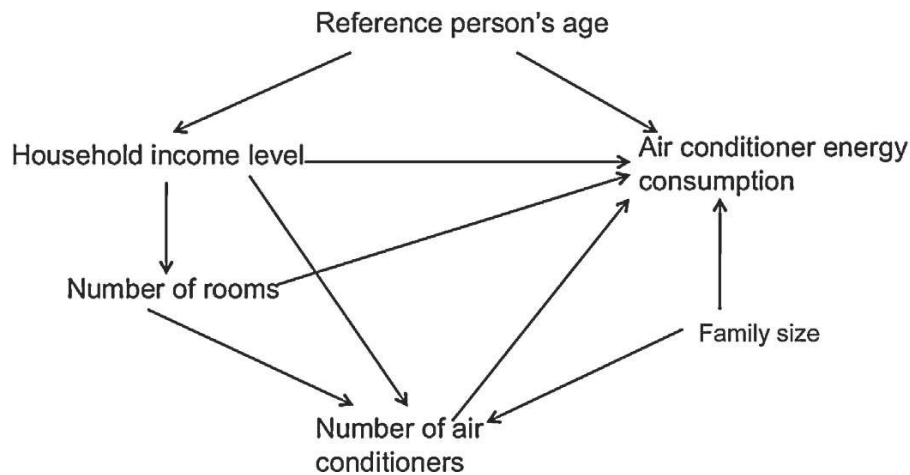 Reference person's age
Household income level
Air conditioner energy
consumption
Number of rooms
Family size
Number of air
conditioners